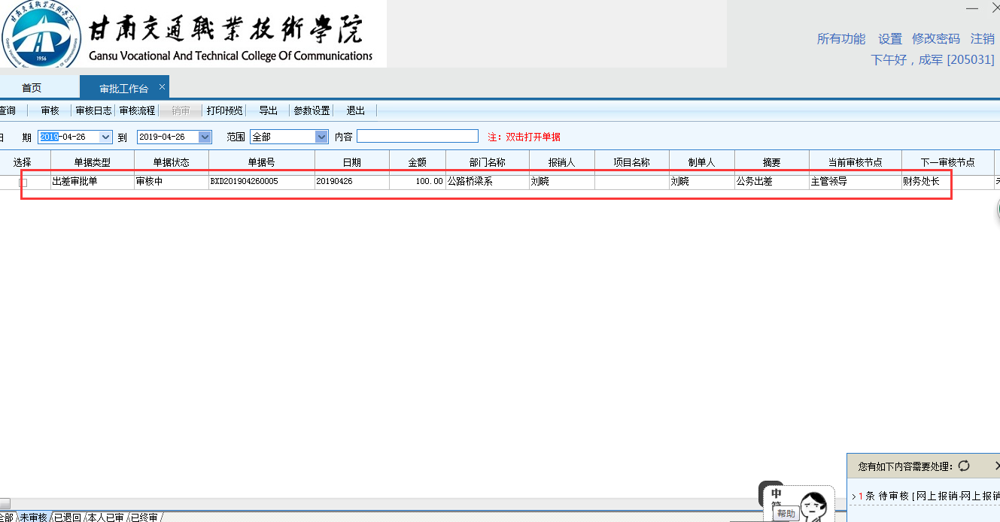 甘肅交通職業技術學院
Gansu Vocational And Technical College Of Communications
1956
所有功能 设置 修改密码 注销
下午好，成军 [205031]
首页 审批工作台
查询 审核 审核日志 审核流程 销审 打印预览 导出 参数设置 退出
日 期 2019-04-26 到 2019-04-26 范围 全部 内容 注：双击打开单据
选择 单据类型 单据状态 单据号 日期 金额 部门名称 报销人 项目名称 制单人 摘要 当前审核节点 下一审核节点
出差审批单 审核中 BXD201904260005 20190426 100.00 公路桥梁系 刘晓 刘晓 公务出差 主管领导 财务处长
您有如下内容需要处理：
>1条 待审核 [网上报销-网上报销
中
简
帮助
全部 未审核 已退回 本人已审 已终审